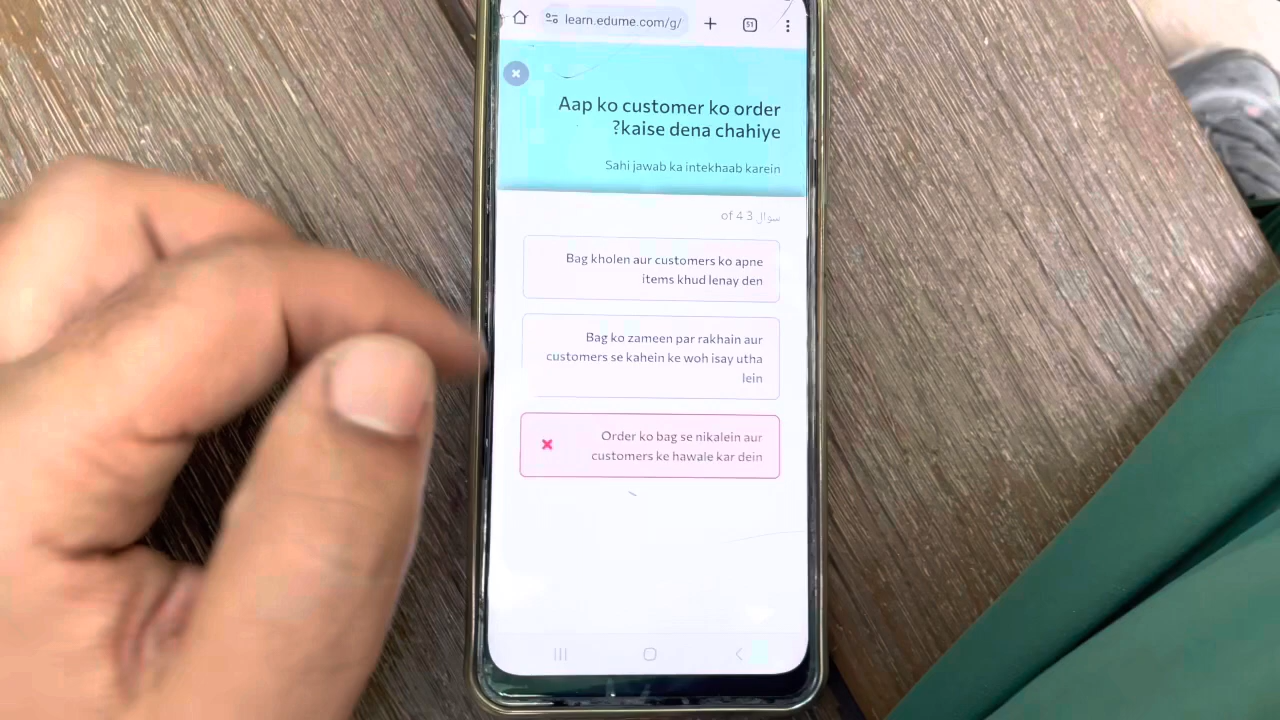 learn.edume.com/g/
51
Aap ko customer ko order
?kaise dena chahiye
Sahi jawab ka intekhaab karein
سوال 3 of 4
Bag kholen aur customers ko apne
items khud lenay den
Bag ko zameen par rakhain aur
customers se kahein ke woh isay utha
lein
Order ko bag se nikalein aur
customers ke hawale kar dein